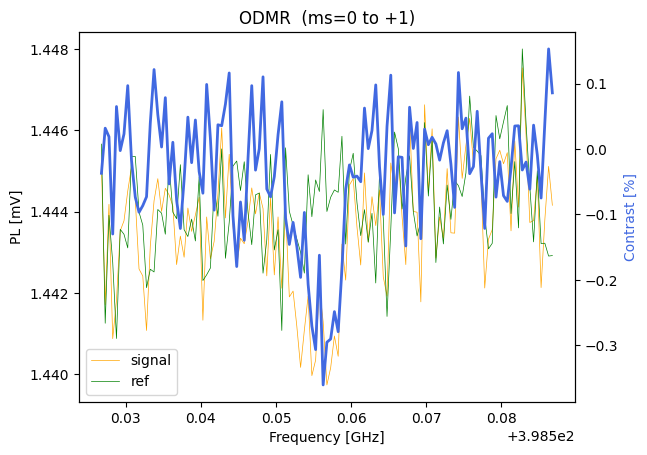 ODMR  (ms=0 to +1)
1.448
1.446
1.444
1.442
1.440
PL [mV]
0.1
0.0
−0.1
−0.2
−0.3
Contrast [%]
signal
ref
0.03
0.04
0.05
0.06
0.07
0.08
Frequency [GHz]
+3.985e2